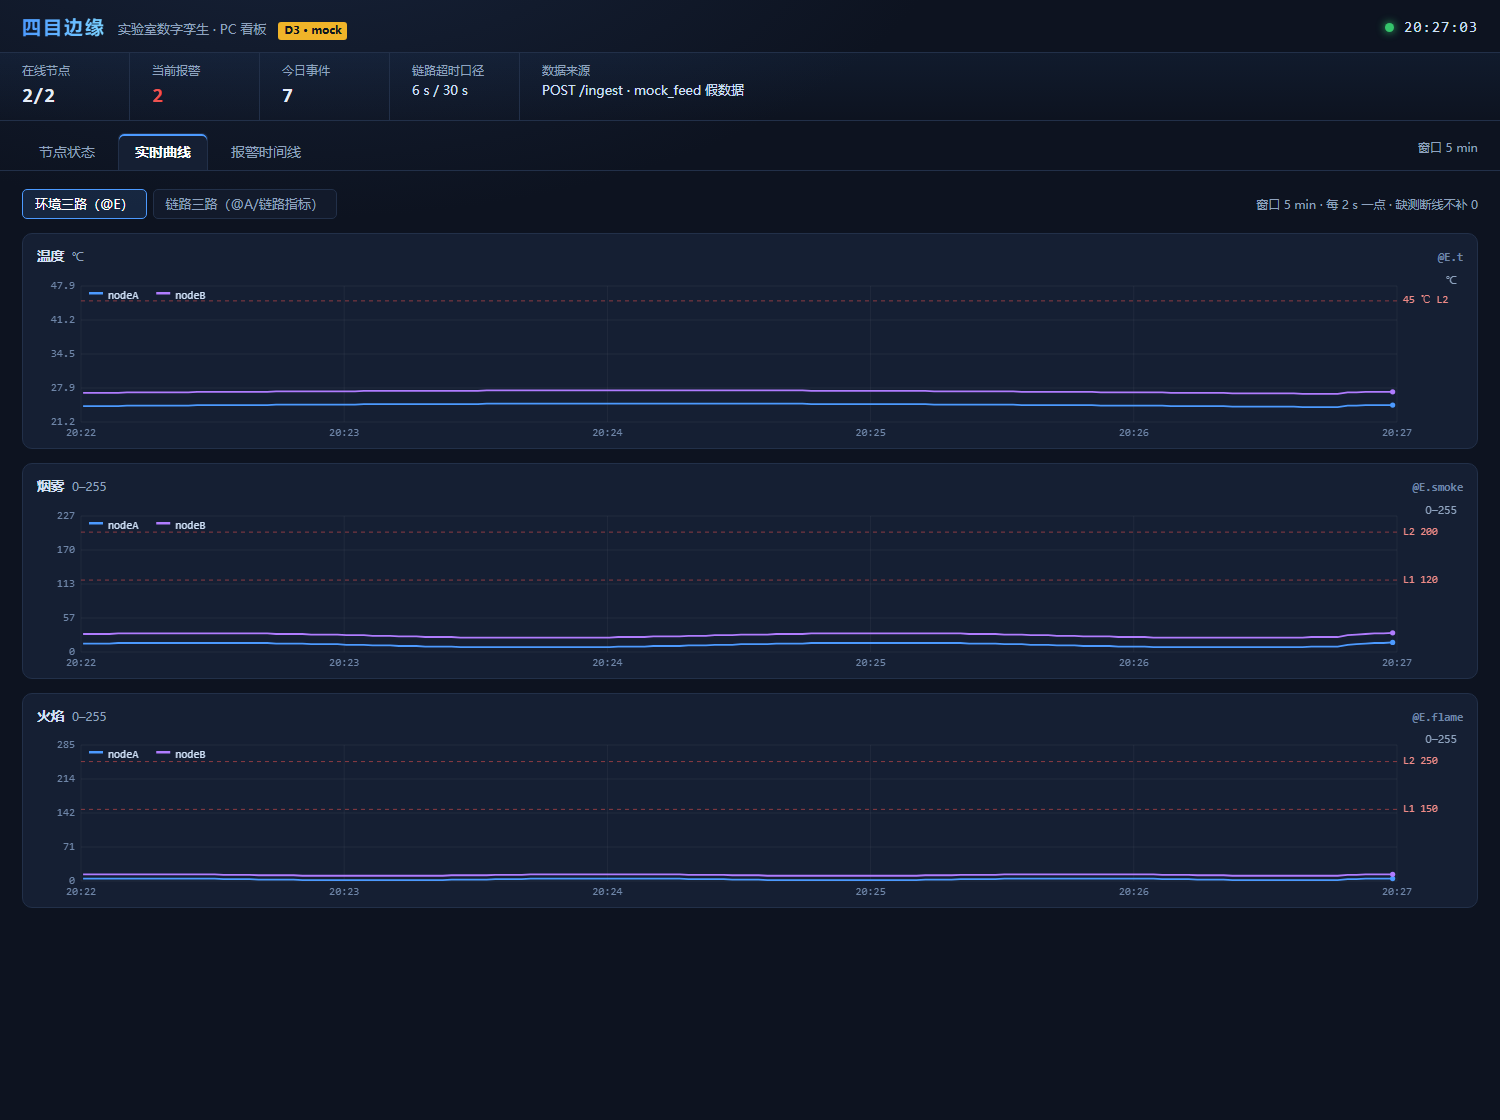 四目边缘 实验室数字孪生 · PC 看板 D3 • mock 20:27:03
在线节点 当前报警 今日事件 链路超时口径 数据来源
2/2 2 7 6 s / 30 s POST /ingest · mock_feed 假数据
节点状态 实时曲线 报警时间线 窗口 5 min
环境三路（@E） 链路三路（@A/链路指标） 窗口 5 min · 每 2 s 一点 · 缺测断线不补 0
温度 ℃ @E.t
℃
47.9 nodeA nodeB
45 ℃ L2
41.2
34.5
27.9
21.2
20:22 20:23 20:24 20:25 20:26 20:27
烟雾 0–255 @E.smoke
0–255
227 nodeA nodeB
L2 200
170
L1 120
113
57
0
20:22 20:23 20:24 20:25 20:26 20:27
火焰 0–255 @E.flame
0–255
285 nodeA nodeB
L2 250
214
L1 150
142
71
0
20:22 20:23 20:24 20:25 20:26 20:27